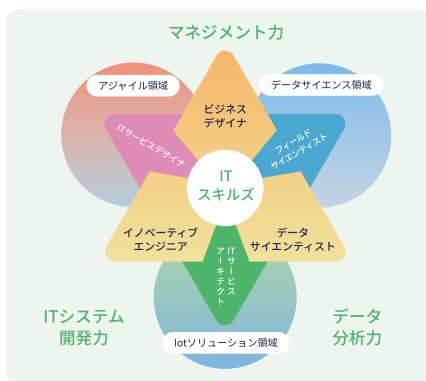 マネジメント力
アジャイル領域
データサイエンス領域
ビジネス
デザイナ
ITサービスデザイナ
フィールド
サイエンティスト
IT
スキルズ
イノベーティブ
エンジニア
データ
サイエンティスト
ITサービス
アーキテクト
ITシステム
開発力
データ
分析力
Iotソリューション領域